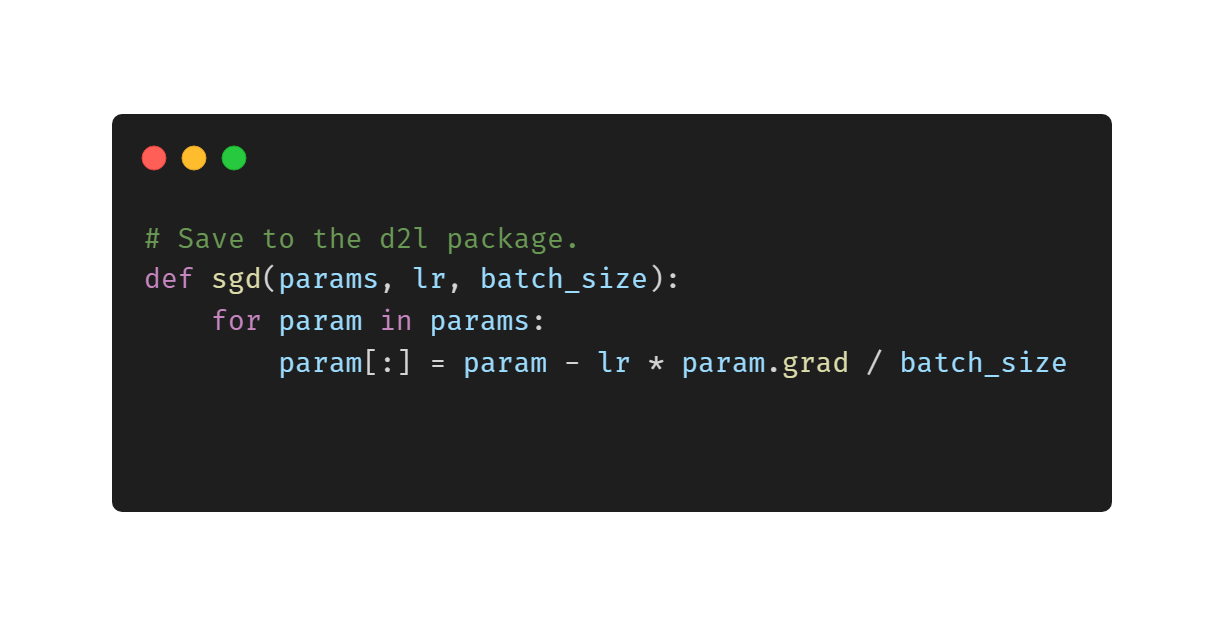 # Save to the d2l package.
def sgd(params, lr, batch_size):
    for param in params:
        param[:] = param - lr * param.grad / batch_size